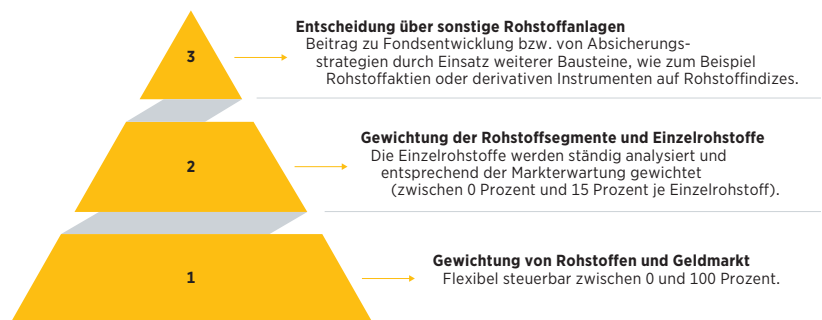 3
Entscheidung über sonstige Rohstoffanlagen
Beitrag zu Fondsentwicklung bzw. von Absicherungs-
strategien durch Einsatz weiterer Bausteine, wie zum Beispiel
Rohstoffaktien oder derivativen Instrumenten auf Rohstoffindizes.
2
Gewichtung der Rohstoffsegmente und Einzelrohstoffe
Die Einzelrohstoffe werden ständig analysiert und
entsprechend der Markterwartung gewichtet
(zwischen 0 Prozent und 15 Prozent je Einzelrohstoff).
1
Gewichtung von Rohstoffen und Geldmarkt
Flexibel steuerbar zwischen 0 und 100 Prozent.